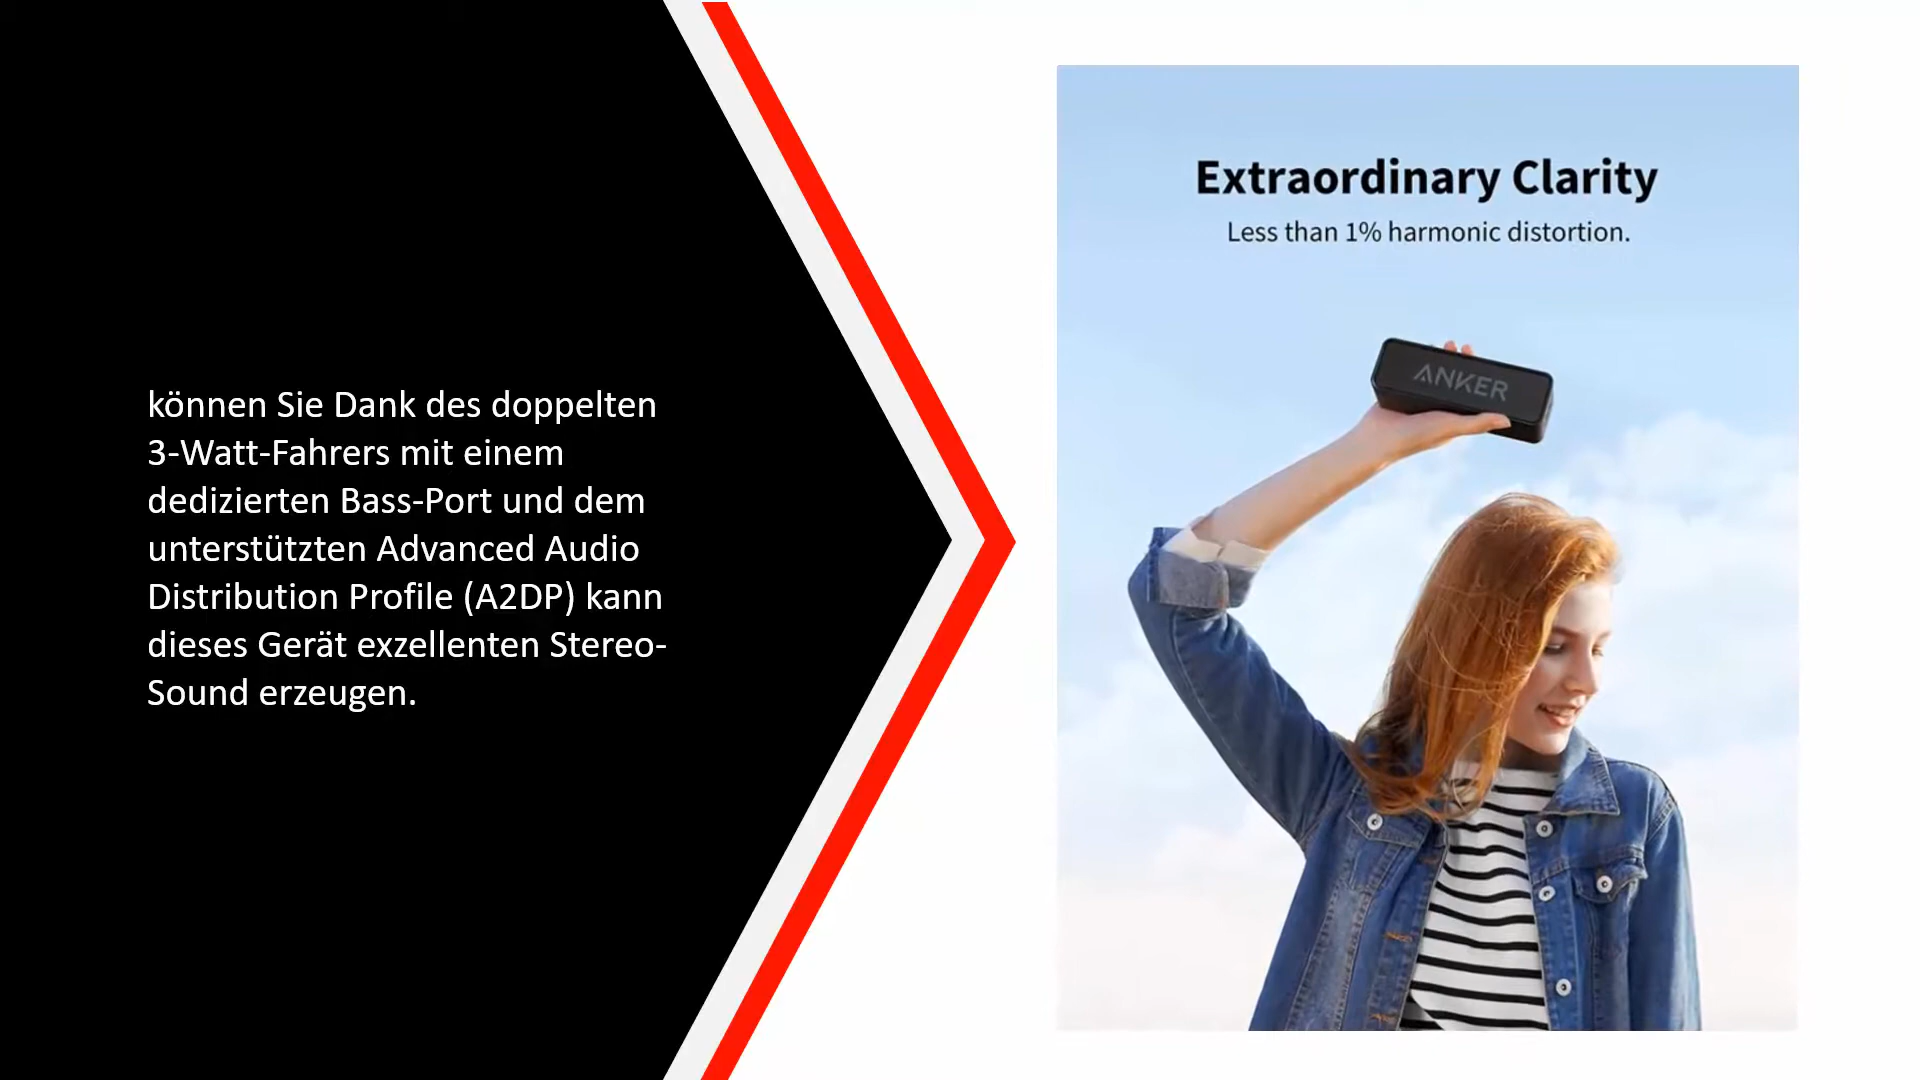 können Sie Dank des doppelten
3-Watt-Fahrers mit einem
dedizierten Bass-Port und dem
unterstützten Advanced Audio
Distribution Profile (A2DP) kann
dieses Gerät exzellenten Stereo-
Sound erzeugen.
Extraordinary Clarity
Less than 1% harmonic distortion.
ANKER